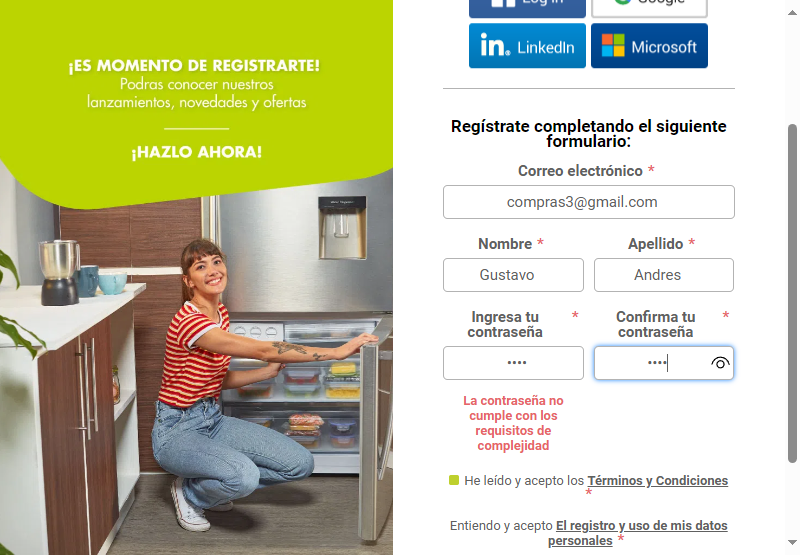 ¡ES MOMENTO DE REGISTRARTE!
Podras conocer nuestros
lanzamientos, novedades y ofertas
¡HAZLO AHORA!
Log in
Google
LinkedIn
Microsoft
Regístrate completando el siguiente
formulario:
Correo electrónico *
compras3@gmail.com
Nombre *
Apellido *
Gustavo
Andres
Ingresa tu
contraseña *
Confirma tu
contraseña *
••••
••••
La contraseña no
cumple con los
requisitos de
complejidad
He leído y acepto los Términos y Condiciones
*
Entiendo y acepto El registro y uso de mis datos
personales *